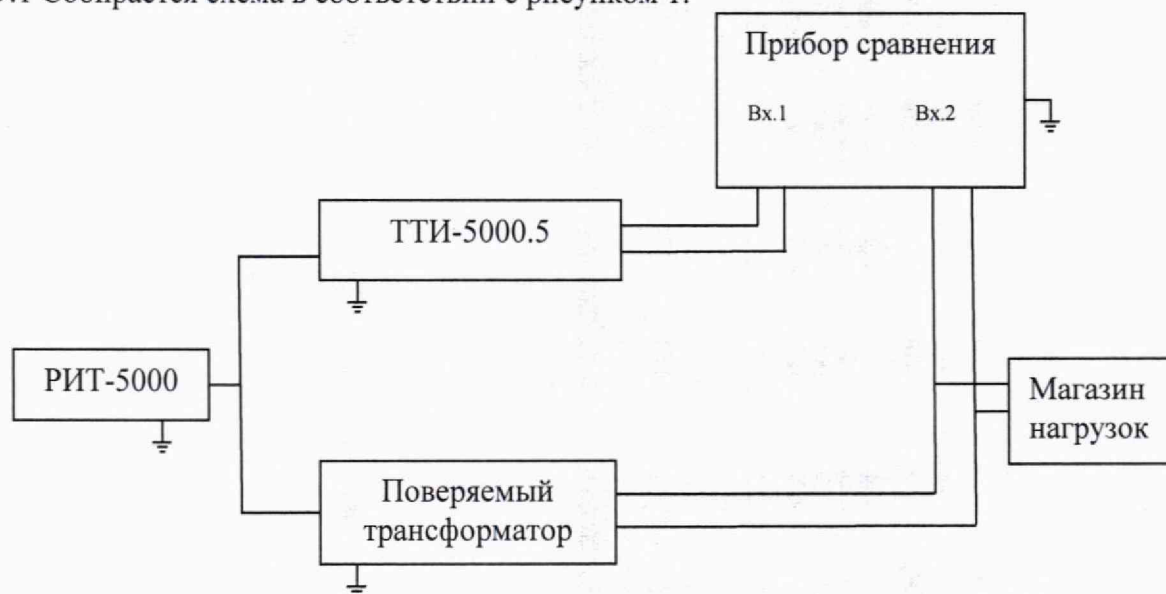 .1 Собирается схема в соответствии с рисунком 1.
Прибор сравнения
Вх.1 Вх.2
ТТИ-5000.5
РИТ-5000
Магазин
нагрузок
Поверяемый
трансформатор